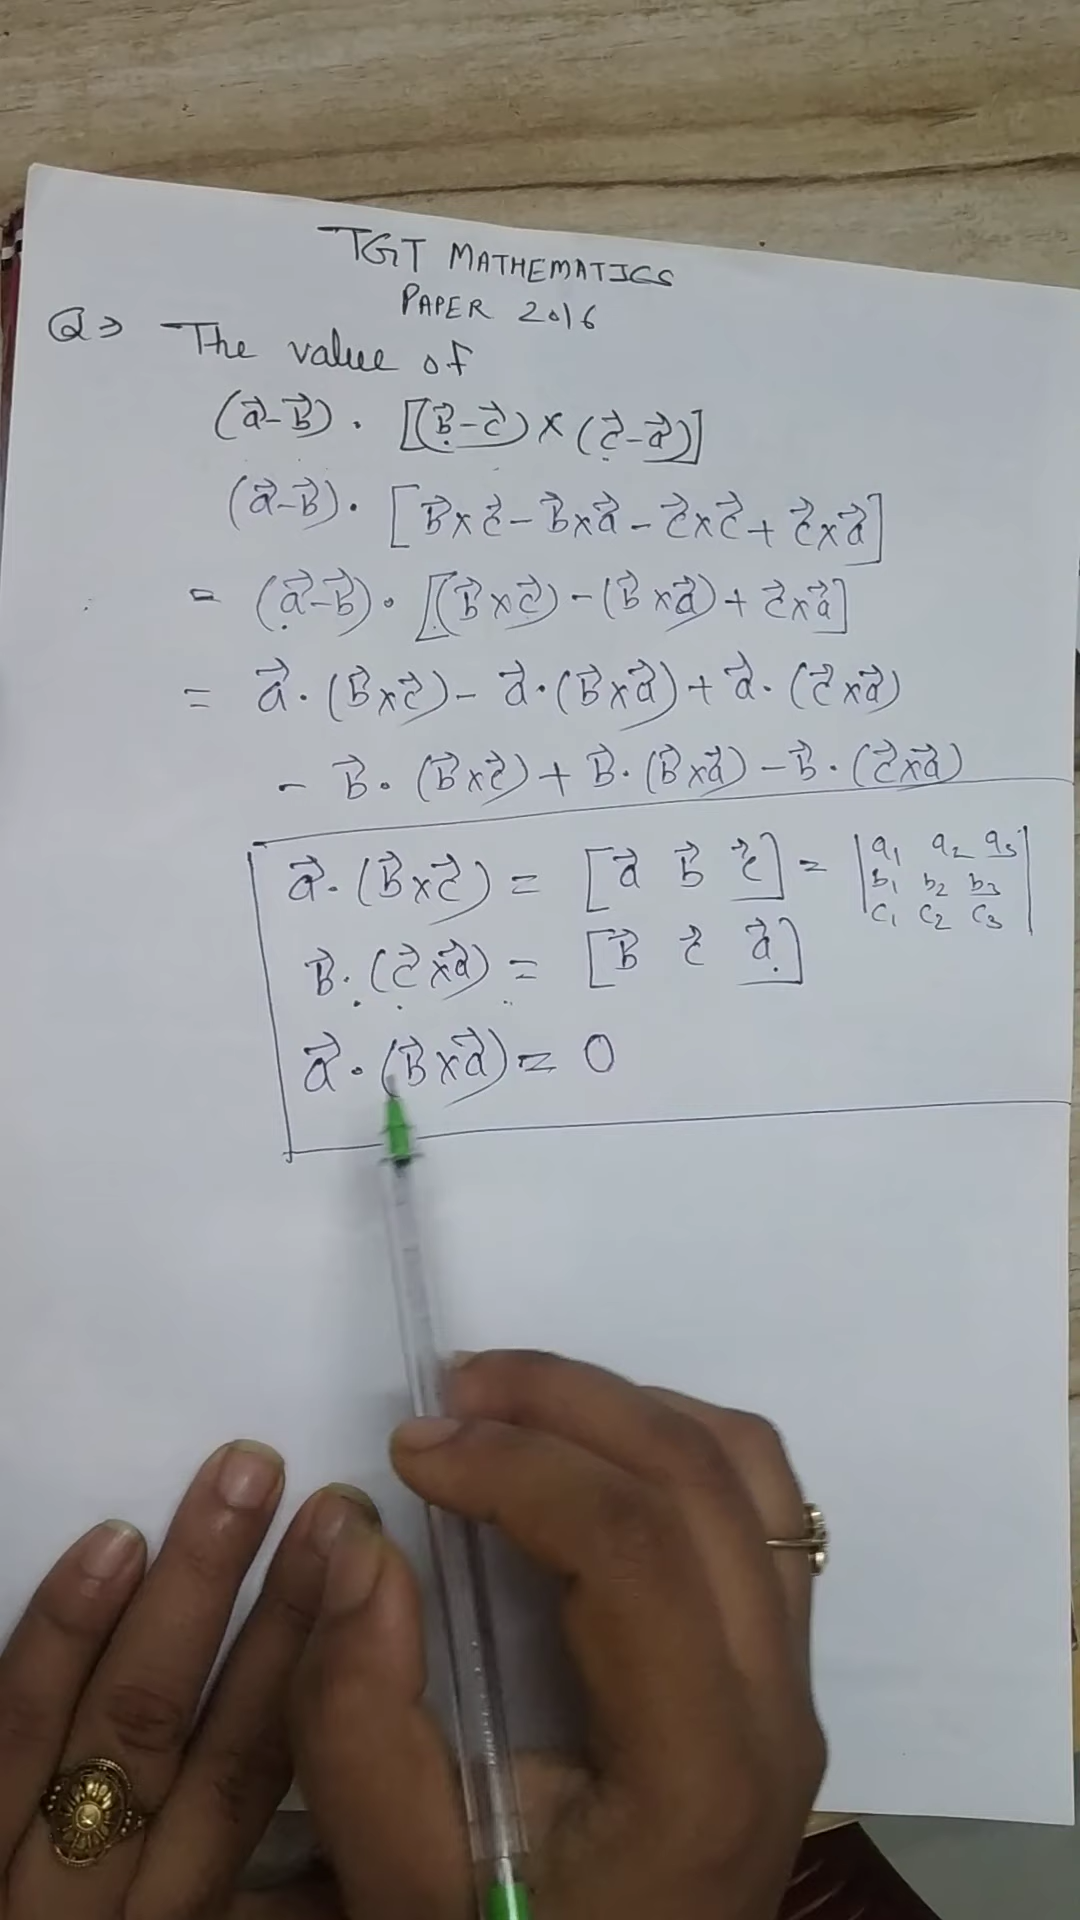 TGT MATHEMATICS
PAPER 2016
Q⇒ The value of
(a⃗-b⃗) · [(b⃗-c⃗) × (c⃗-a⃗)]
(a⃗-b⃗) · [b⃗×c⃗ - b⃗×a⃗ - c⃗×c⃗ + c⃗×a⃗]
= (a⃗-b⃗) · [(b⃗×c⃗) - (b⃗×a⃗) + c⃗×a⃗]
= a⃗ · (b⃗×c⃗) - a⃗ · (b⃗×a⃗) + a⃗ · (c⃗×a⃗)
- b⃗ · (b⃗×c⃗) + b⃗ · (b⃗×a⃗) - b⃗ · (c⃗×a⃗)
a⃗ · (b⃗×c⃗) = [a⃗ b⃗ c⃗] = |a₁ a₂ a₃
b₁ b₂ b₃
c₁ c₂ c₃|
b⃗ · (c⃗×a⃗) = [b⃗ c⃗ a⃗]
a⃗ · (b⃗×a⃗) = 0